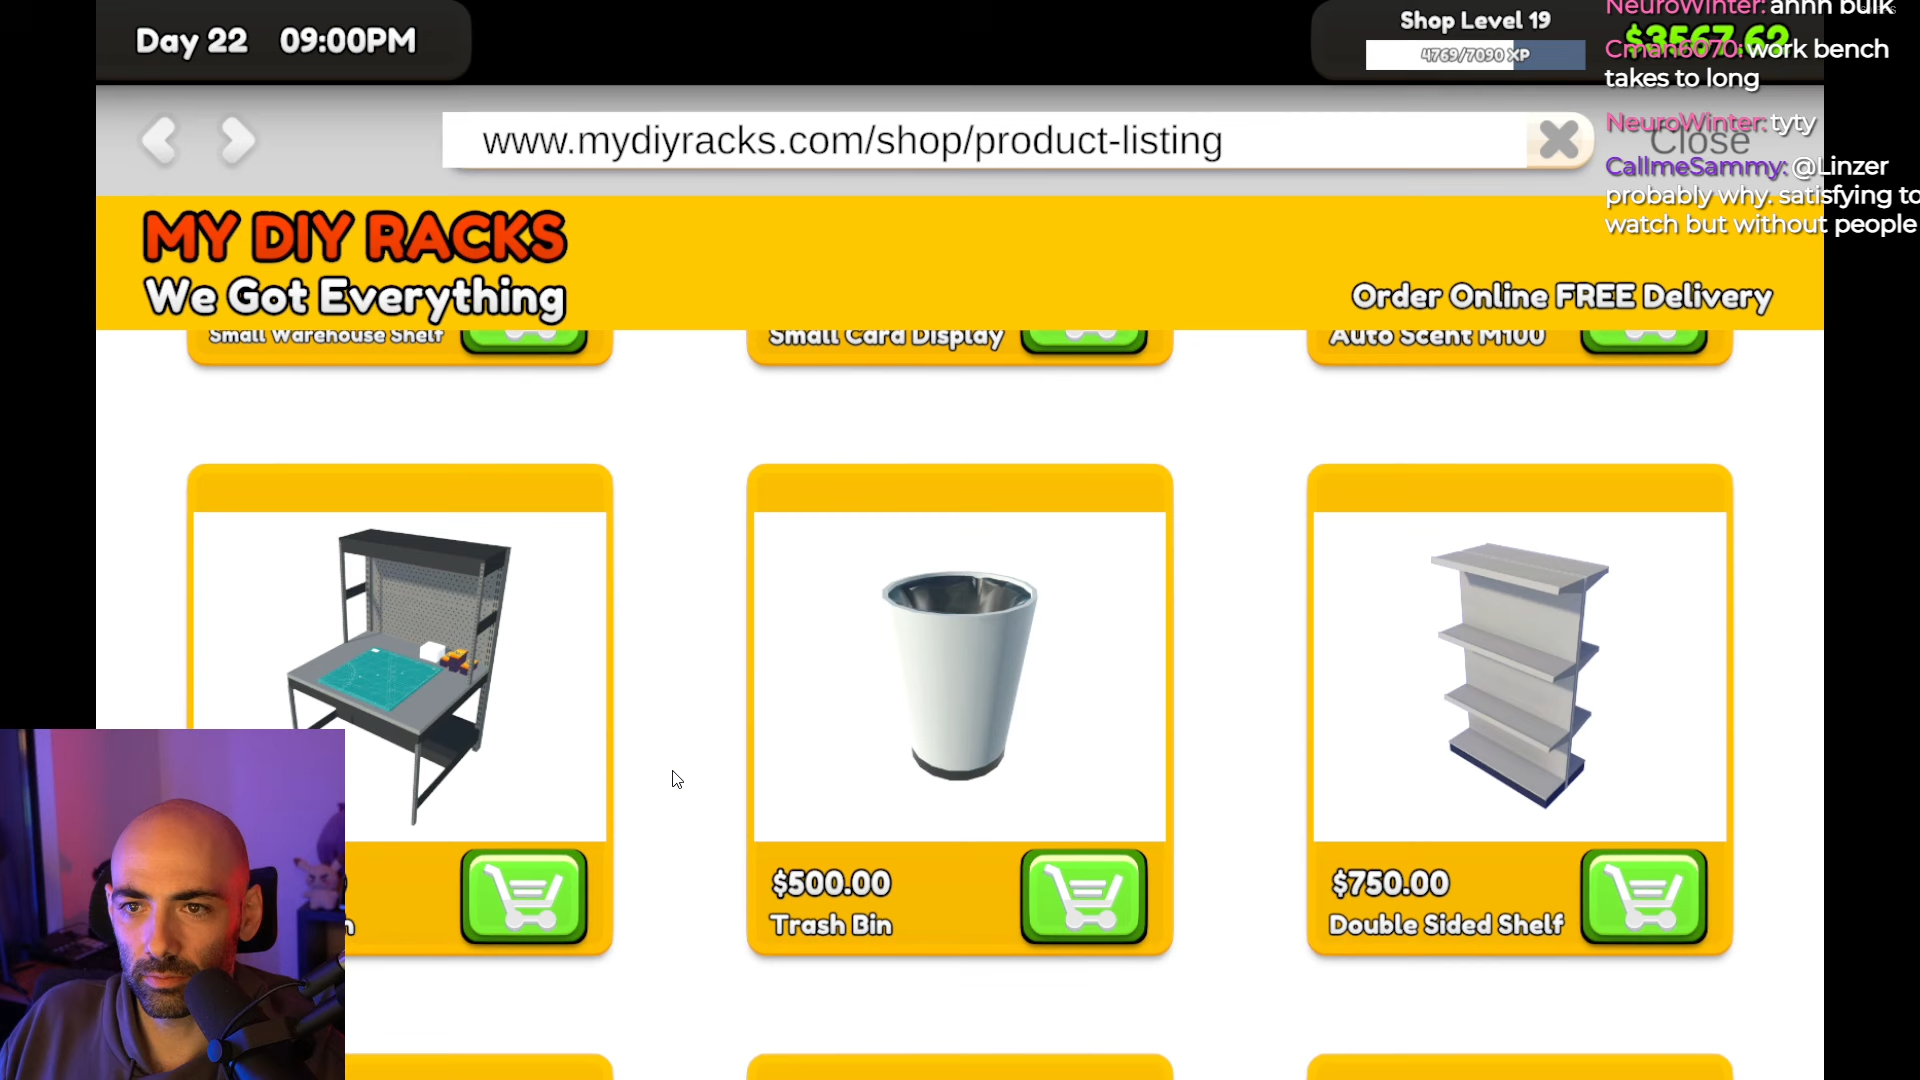 Day 22 09:00PM
Shop Level 19
4769/7090 XP
$3567.62
NeuroWinter: ahhh bulk
Cman6070: work bench
takes to long
NeuroWinter: tyty
CallmeSammy: @Linzer
probably why. satisfying to
watch but without people
www.mydiyracks.com/shop/product-listing
Close
MY DIY RACKS
We Got Everything
Order Online FREE Delivery
Small Warehouse Shelf
Small Card Display
Auto Scent M100
$500.00
Trash Bin
$750.00
Double Sided Shelf